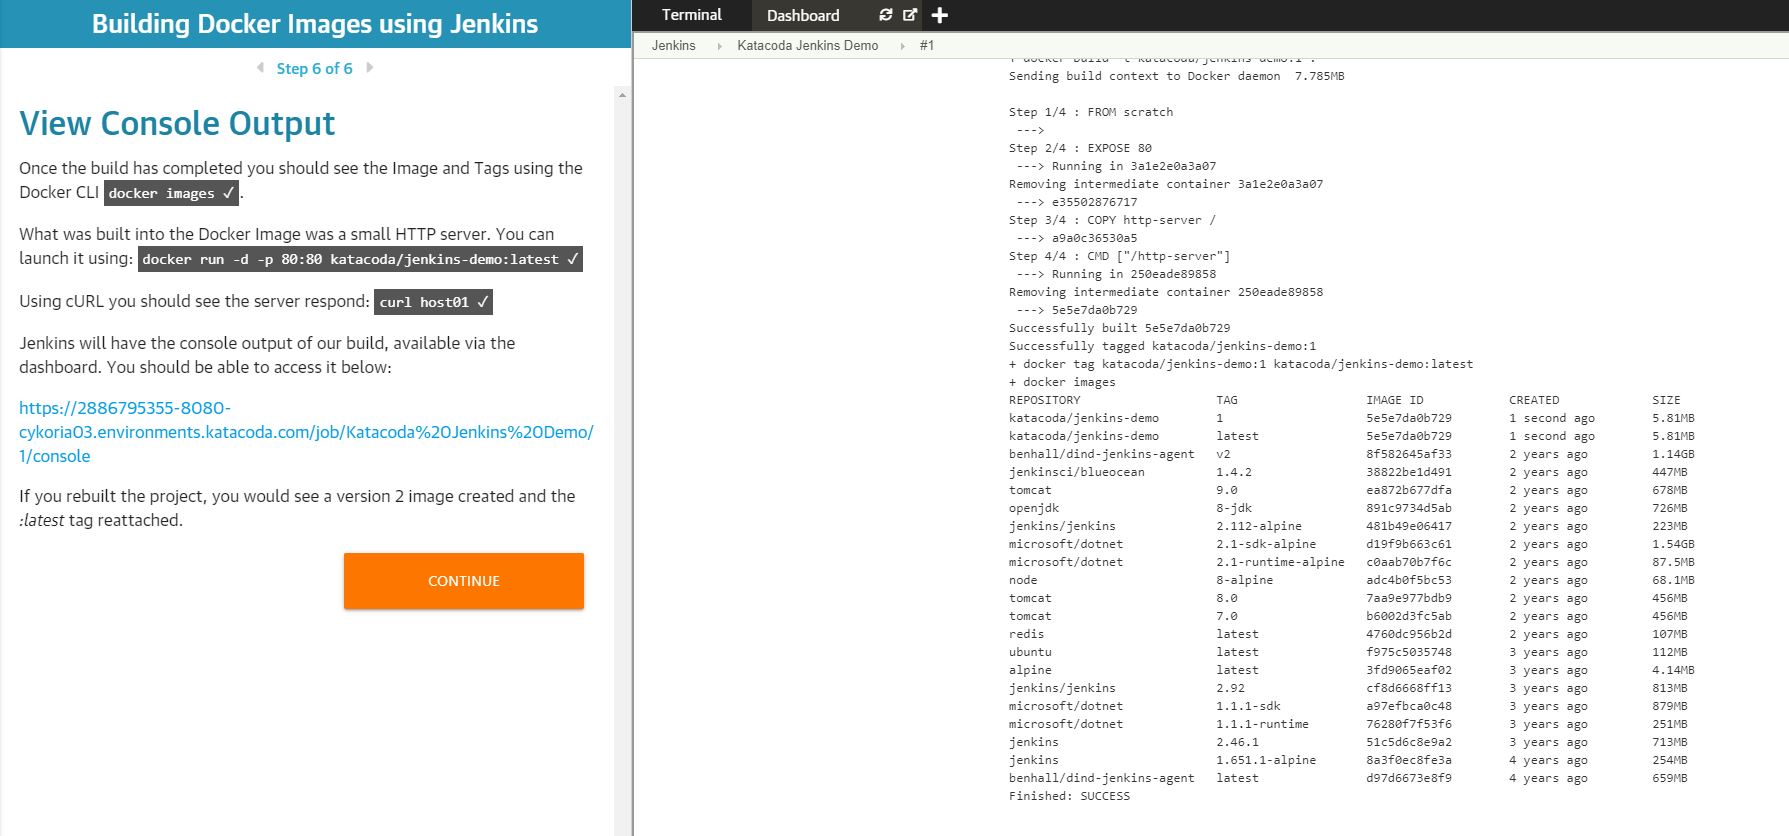 Building Docker Images using Jenkins
Step 6 of 6
View Console Output
Once the build has completed you should see the Image and Tags using the
Docker CLI docker images ✓.
What was built into the Docker Image was a small HTTP server. You can
launch it using: docker run -d -p 80:80 katacoda/jenkins-demo:latest ✓
Using cURL you should see the server respond: curl host01 ✓
Jenkins will have the console output of our build, available via the
dashboard. You should be able to access it below:
https://2886795355-8080-
cykoria03.environments.katacoda.com/job/Katacoda%20Jenkins%20Demo/
1/console
If you rebuilt the project, you would see a version 2 image created and the
:latest tag reattached.
CONTINUE
Terminal Dashboard
Jenkins Katacoda Jenkins Demo #1
+ docker build -t katacoda/jenkins-demo:1 .
Sending build context to Docker daemon 7.785MB
Step 1/4 : FROM scratch
--->
Step 2/4 : EXPOSE 80
---> Running in 3a1e2e0a3a07
Removing intermediate container 3a1e2e0a3a07
---> e35502876717
Step 3/4 : COPY http-server /
---> a9a0c36530a5
Step 4/4 : CMD ["/http-server"]
---> Running in 250eade89858
Removing intermediate container 250eade89858
---> 5e5e7da0b729
Successfully built 5e5e7da0b729
Successfully tagged katacoda/jenkins-demo:1
+ docker tag katacoda/jenkins-demo:1 katacoda/jenkins-demo:latest
+ docker images
REPOSITORY TAG IMAGE ID CREATED SIZE
katacoda/jenkins-demo 1 5e5e7da0b729 1 second ago 5.81MB
katacoda/jenkins-demo latest 5e5e7da0b729 1 second ago 5.81MB
benhall/dind-jenkins-agent v2 8f582645af33 2 years ago 1.14GB
jenkinsci/blueocean 1.4.2 38822be1d491 2 years ago 447MB
tomcat 9.0 ea872b677dfa 2 years ago 678MB
openjdk 8-jdk 891c9734d5ab 2 years ago 726MB
jenkins/jenkins 2.112-alpine 481b49e06417 2 years ago 223MB
microsoft/dotnet 2.1-sdk-alpine d19f9b663c61 2 years ago 1.54GB
microsoft/dotnet 2.1-runtime-alpine c0aab70b7f6c 2 years ago 87.5MB
node 8-alpine adc4b0f5bc53 2 years ago 68.1MB
tomcat 8.0 7aa9e977bdb9 2 years ago 456MB
tomcat 7.0 b6002d3fc5ab 2 years ago 456MB
redis latest 4760dc956b2d 2 years ago 107MB
ubuntu latest f975c5035748 3 years ago 112MB
alpine latest 3fd9065eaf02 3 years ago 4.14MB
jenkins/jenkins 2.92 cf8d6668ff13 3 years ago 813MB
microsoft/dotnet 1.1.1-sdk a97efbca0c48 3 years ago 879MB
microsoft/dotnet 1.1.1-runtime 76280f7f53f6 3 years ago 251MB
jenkins 2.46.1 51c5d6c8e9a2 3 years ago 713MB
jenkins 1.651.1-alpine 8a3f0ec8fe3a 4 years ago 254MB
benhall/dind-jenkins-agent latest d97d6673e8f9 4 years ago 659MB
Finished: SUCCESS